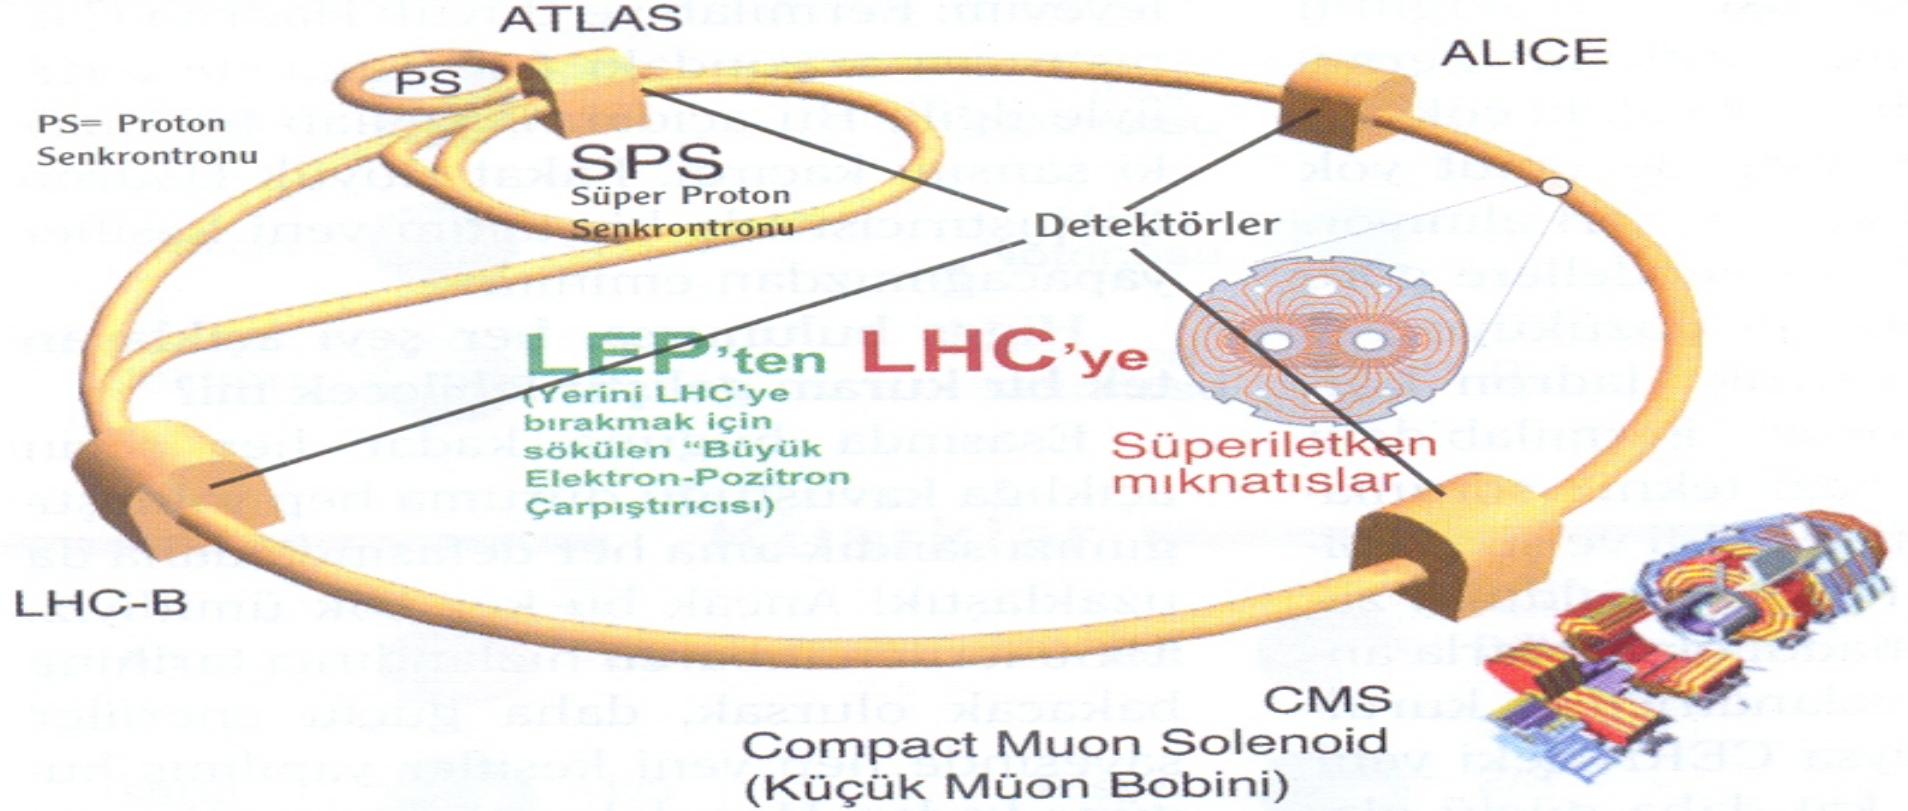 ATLAS
ALICE
PS
PS= Proton
Senkrontronu
SPS
Süper Proton
Senkrontronu
Detektörler
LEP'ten LHC'ye
(Yerini LHC'ye
bırakmak için
sökülen "Büyük
Elektron-Pozitron
Çarpıştırıcısı)
Süperiletken
mıknatıslar
LHC-B
CMS
Compact Muon Solenoid
(Küçük Müon Bobini)